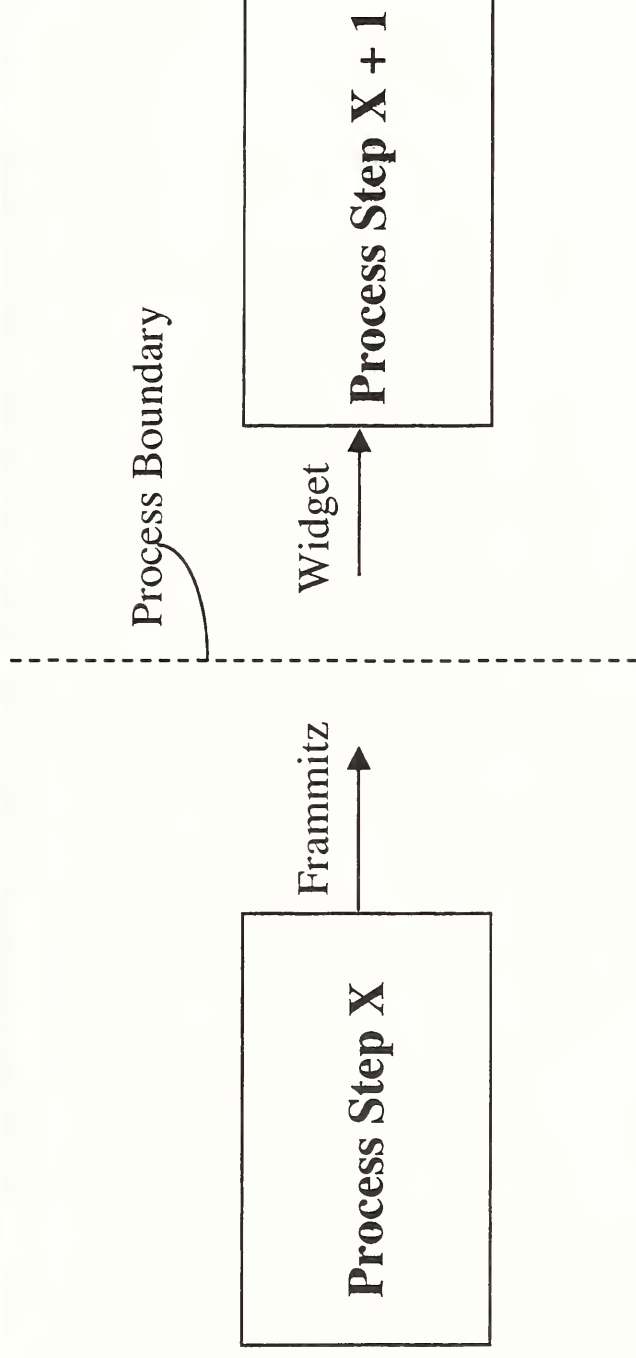 Process Boundary
Frammitz
Widget
Process Step X
Process Step X + 1